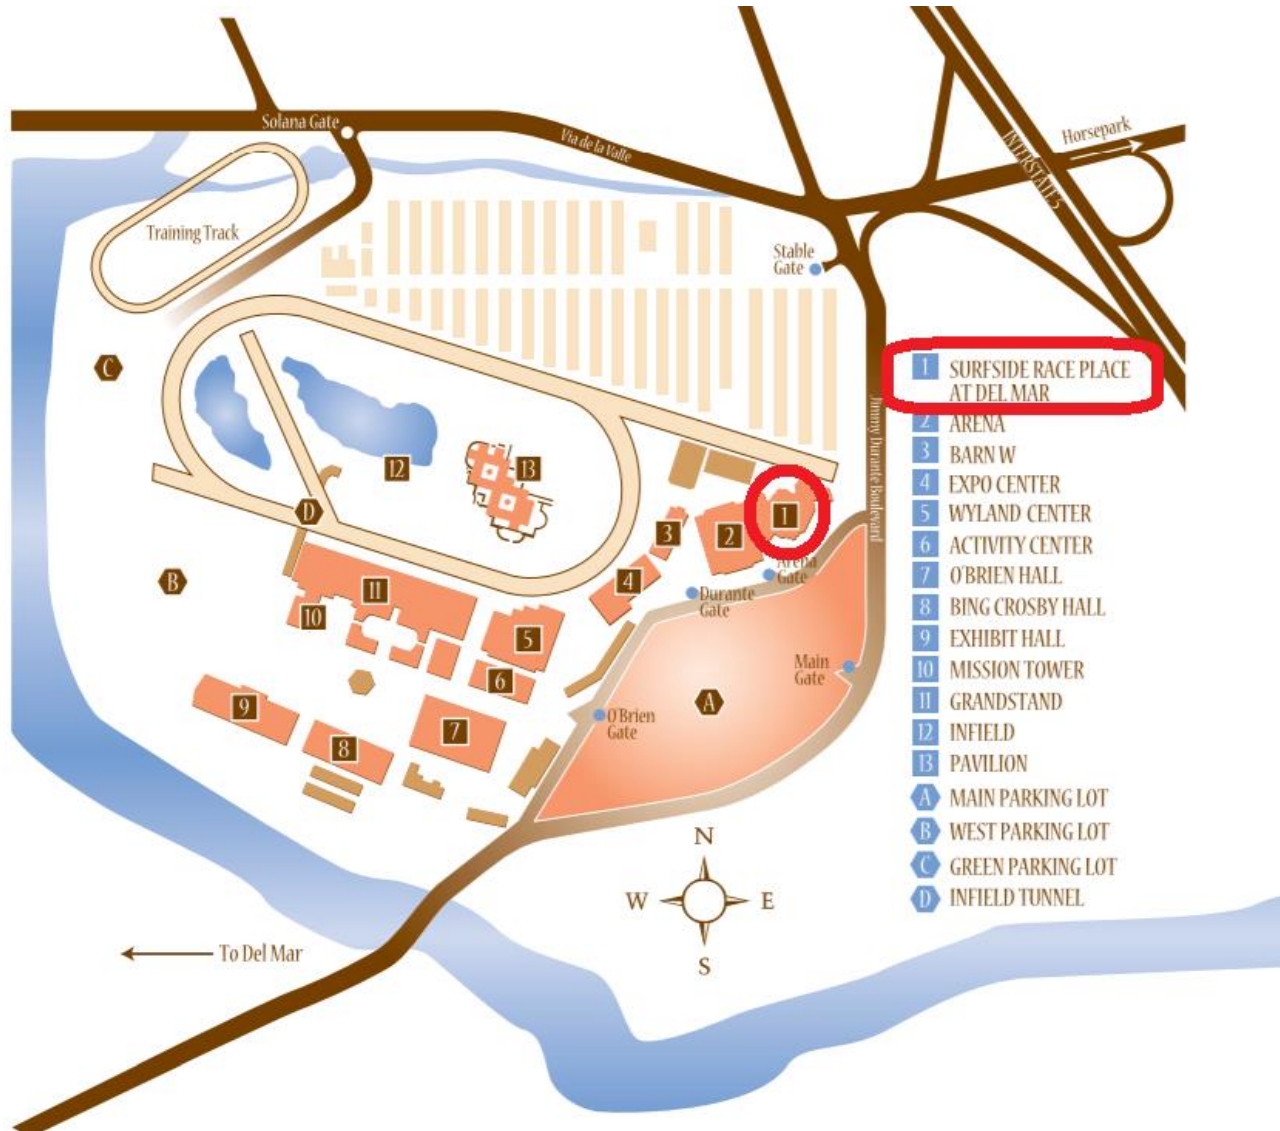 Solana Gate
Via de la Valle
Horsepark
INTERSTATE 5
Training Track
Stable
Gate
C
12
13
D
1
2
3
Arena
Gate
4
Durante
Gate
B
11
10
5
6
Main
Gate
A
9
O'Brien
Gate
7
8
Jimmy Durante Boulevard
1 SURFSIDE RACE PLACE
AT DEL MAR
2 ARENA
3 BARN W
4 EXPO CENTER
5 WYLAND CENTER
6 ACTIVITY CENTER
7 O'BRIEN HALL
8 BING CROSBY HALL
9 EXHIBIT HALL
10 MISSION TOWER
11 GRANDSTAND
12 INFIELD
13 PAVILION
A MAIN PARKING LOT
B WEST PARKING LOT
C GREEN PARKING LOT
D INFIELD TUNNEL
N
W E
S
To Del Mar